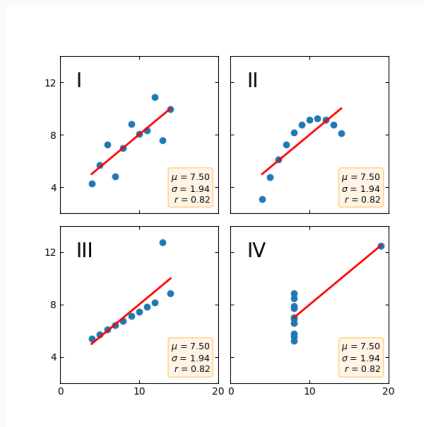 12
8
4
I
μ = 7.50
σ = 1.94
r = 0.82
II
μ = 7.50
σ = 1.94
r = 0.82
12
8
4
0
10
20
III
μ = 7.50
σ = 1.94
r = 0.82
IV
μ = 7.50
σ = 1.94
r = 0.82
0
10
20